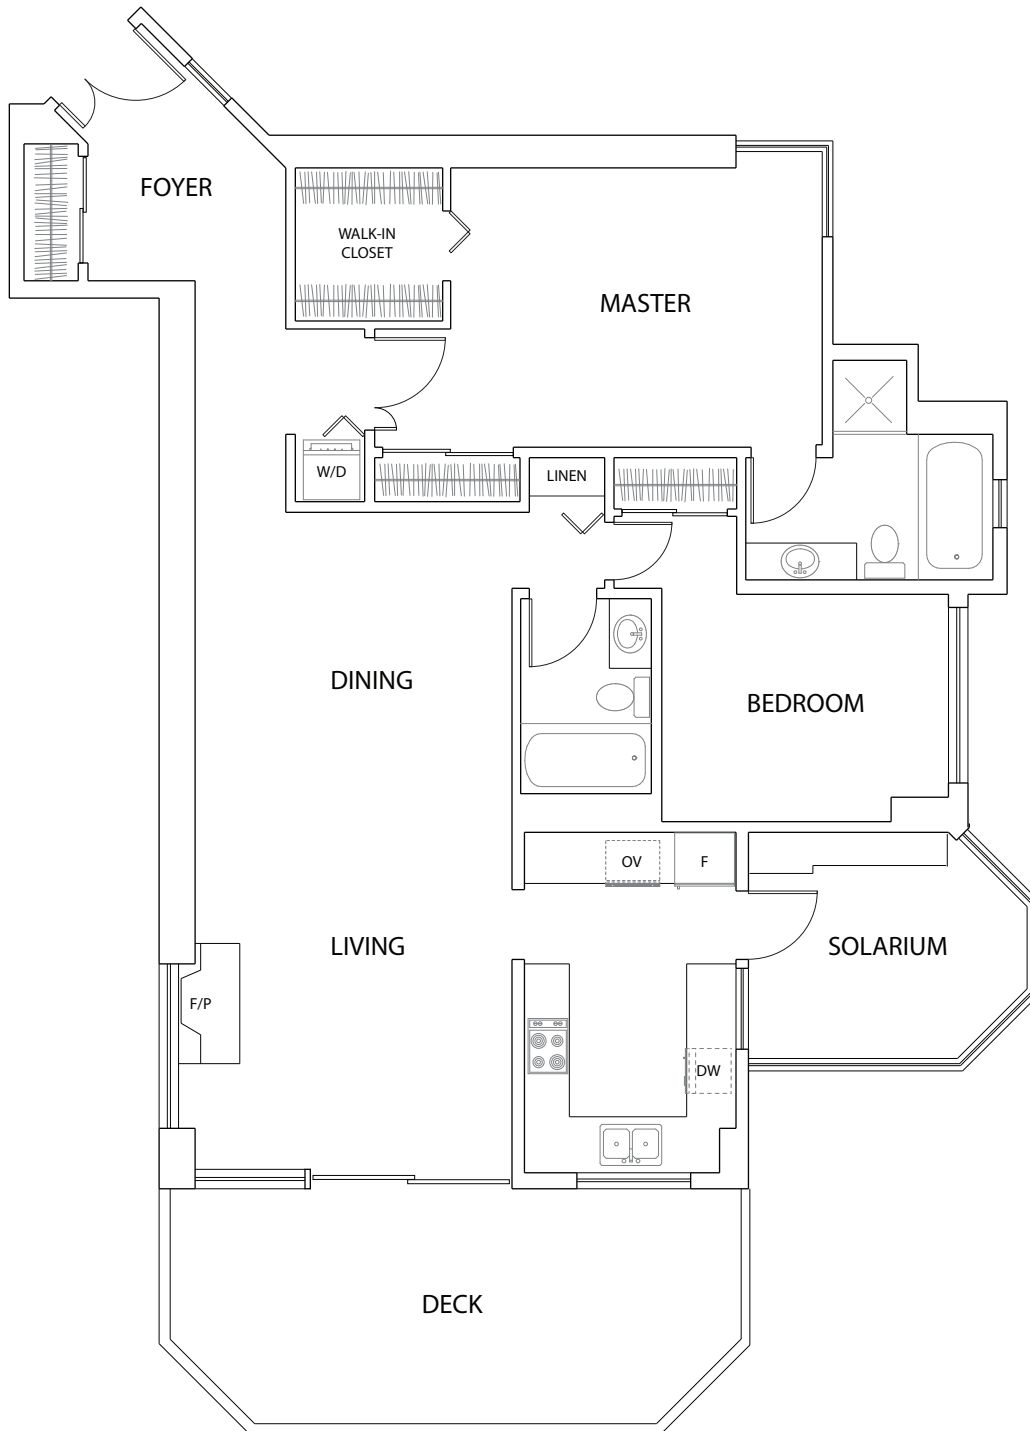 FOYER
WALK-IN
CLOSET
MASTER
W/D
LINEN
DINING
BEDROOM
OV
F
LIVING
SOLARIUM
F/P
DW
DECK